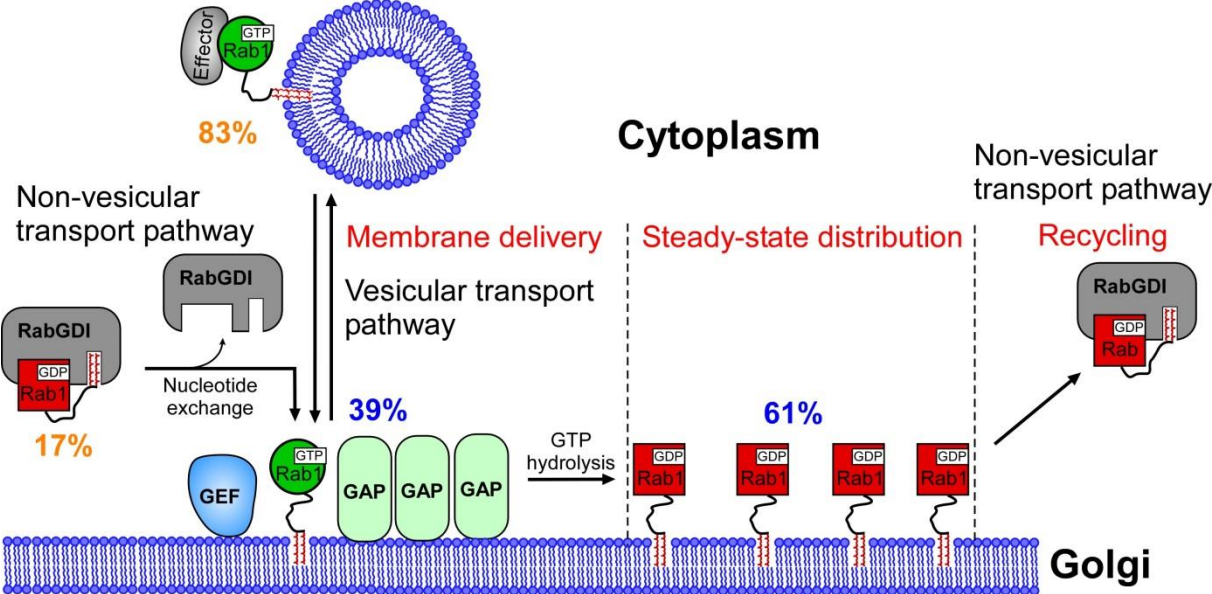 Effector
GTP
Rab1
83%
Cytoplasm
Non-vesicular
transport pathway
Non-vesicular
transport pathway
Membrane delivery
Steady-state distribution
Recycling
RabGDI
Vesicular transport
pathway
RabGDI
GDP
Rab1
17%
Nucleotide
exchange
RabGDI
GDP
Rab
39%
61%
GEF
GTP
Rab1
GAP
GAP
GAP
GTP
hydrolysis
GDP
Rab1
GDP
Rab1
GDP
Rab1
GDP
Rab1
Golgi